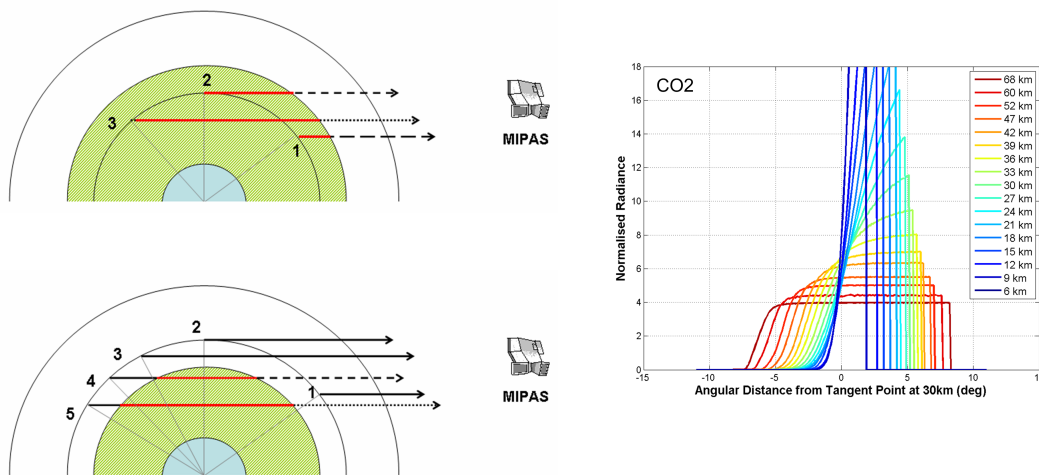 2
3
1
MIPAS
2
3
4
5
1
MIPAS
CO2
Normalised Radiance
18
16
14
12
10
8
6
4
2
0
-15
-10
-5
0
5
10
15
Angular Distance from Tangent Point at 30km (deg)
68 km
60 km
52 km
47 km
42 km
39 km
36 km
33 km
30 km
27 km
24 km
21 km
18 km
15 km
12 km
9 km
6 km